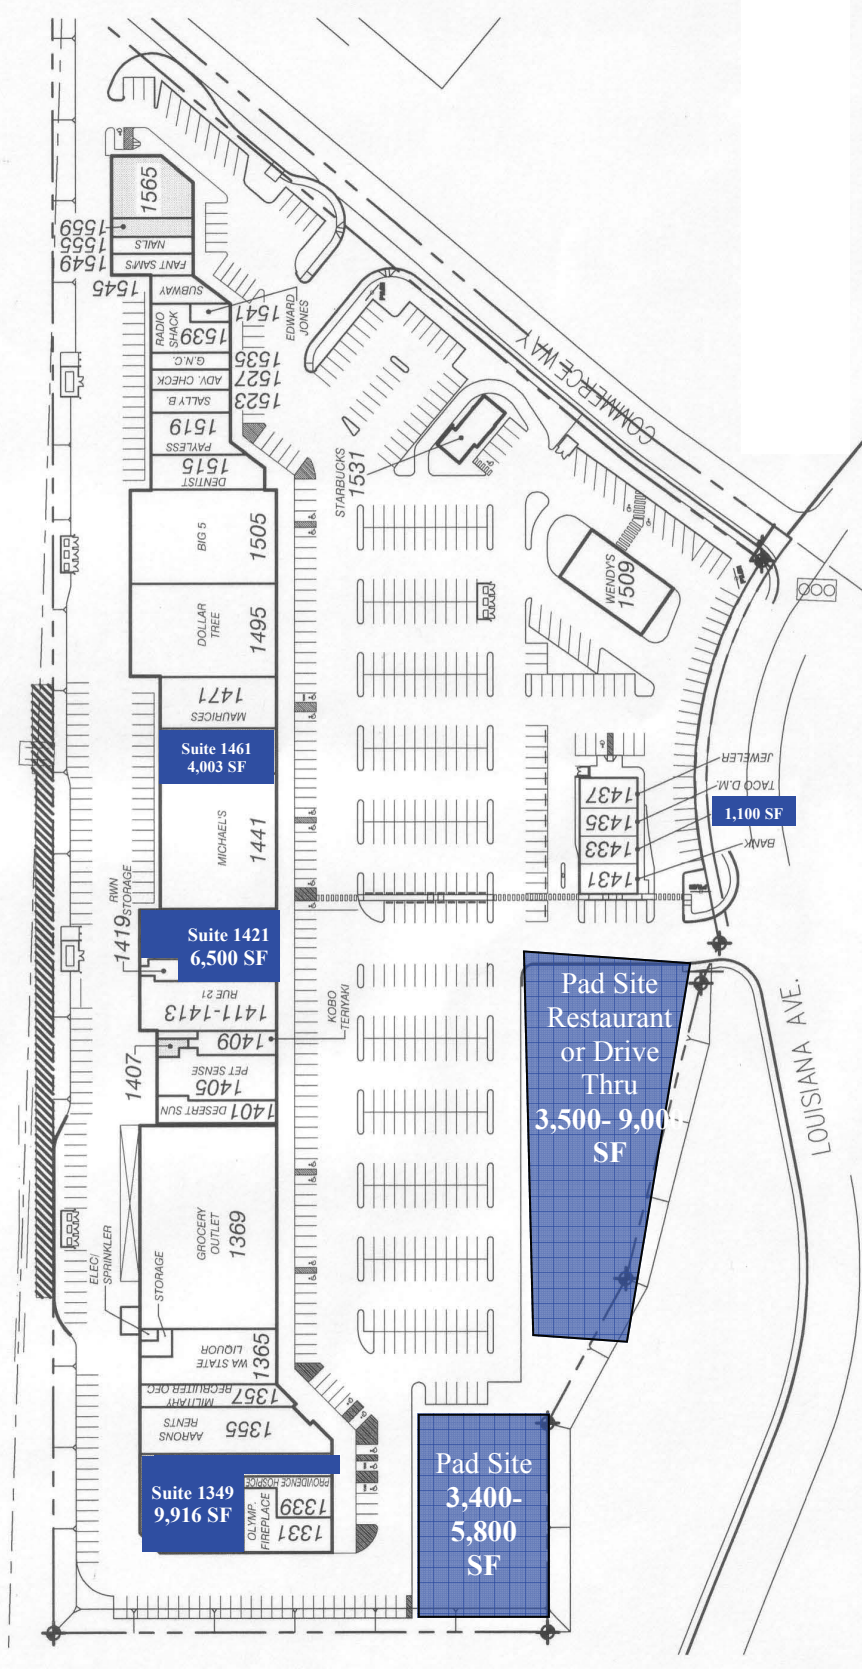 1565
1559
1555
NAILS
1549
FANT SAM'S
1545
SUBWAY
1541
EDWARD
JONES
RADIO
SHACK
1539
G.N.C.
1535
ADV. CHECK
1527
SALLY B.
1523
1519
PAYLESS
1515
DENTIST
STARBUCKS
1531
COMMERCE WAY
BIG 5
1505
WENDY'S
1509
DOLLAR
TREE
1495
1471
MAURICES
Suite 1461
4,003 SF
MICHAEL'S
1441
1437
JEWELER
1435
TACO D.M.
1433
1,100 SF
1431
BANK
RWN
STORAGE
1419
Suite 1421
6,500 SF
RUE 21
1411-1413
KOBO
TERIYAKI
1409
1407
PET SENSE
1405
DESERT SUN
1401
Pad Site
Restaurant
or Drive
Thru
3,500- 9,000
SF
LOUISIANA AVE.
GROCERY
OUTLET
1369
ELEC/
SPRINKLER
STORAGE
WA STATE
LIQUOR
1365
MILITARY
RECRUITER OFC
1357
AARONS
RENTS
1355
Suite 1349
9,916 SF
PROVIDENCE HOSPICE
1339
OLYMP.
FIREPLACE
1331
Pad Site
3,400-
5,800
SF